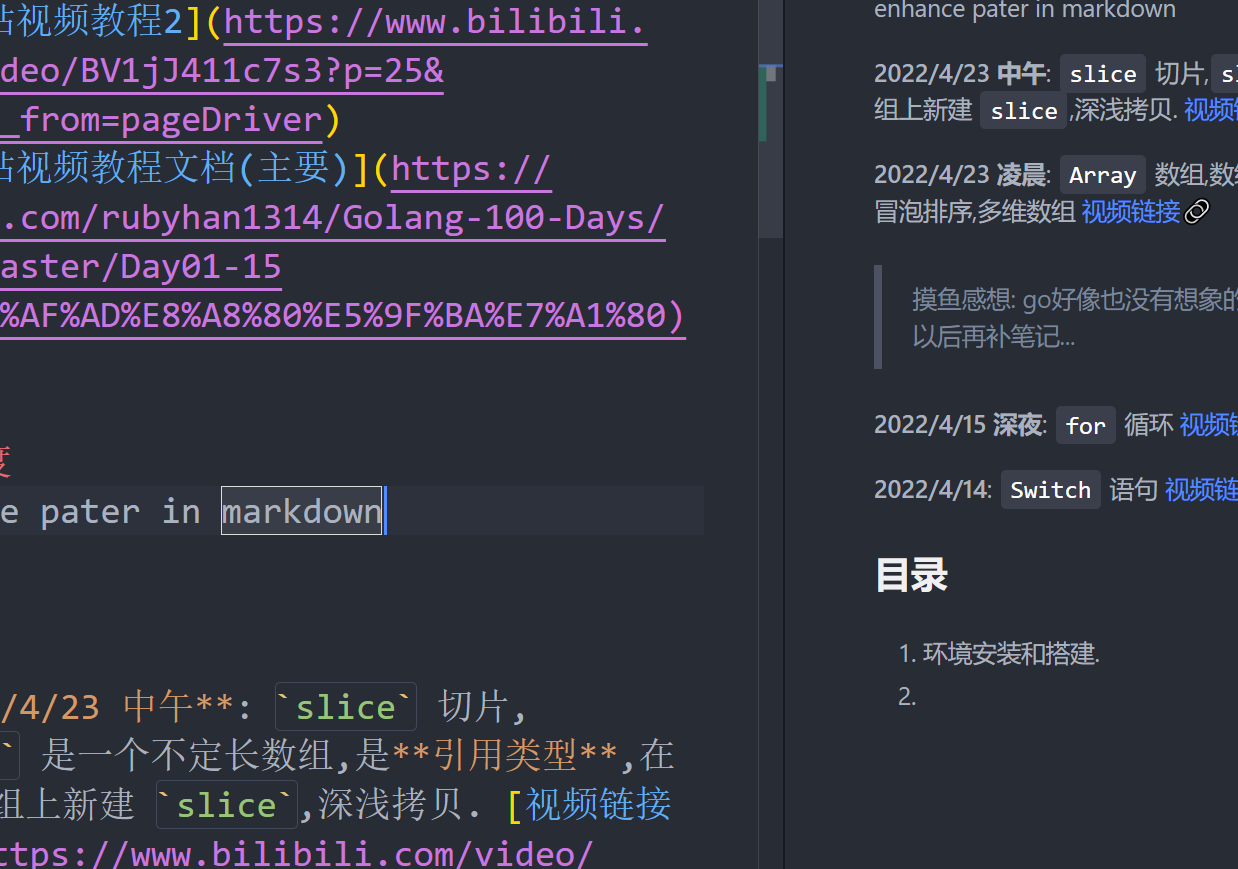 站视频教程2](https://www.bilibili.
deo/BV1jJ411c7s3?p=25&
_from=pageDriver)
站视频教程文档(主要)](https://
.com/rubyhan1314/Golang-100-Days/
aster/Day01-15
%AF%AD%E8%A8%80%E5%9F%BA%E7%A1%80)
度
e pater in markdown
/4/23 中午**: `slice` 切片,
` 是一个不定长数组,是**引用类型**,在
组上新建 `slice`,深浅拷贝. [视频链接
ttps://www.bilibili.com/video/
enhance pater in markdown
2022/4/23 中午: slice 切片, sl
组上新建 slice ,深浅拷贝. 视频链
2022/4/23 凌晨: Array 数组,数组
冒泡排序,多维数组 视频链接
摸鱼感想: go好像也没有想象的
以后再补笔记...
2022/4/15 深夜: for 循环 视频链
2022/4/14: Switch 语句 视频链
目录
1. 环境安装和搭建.
2.